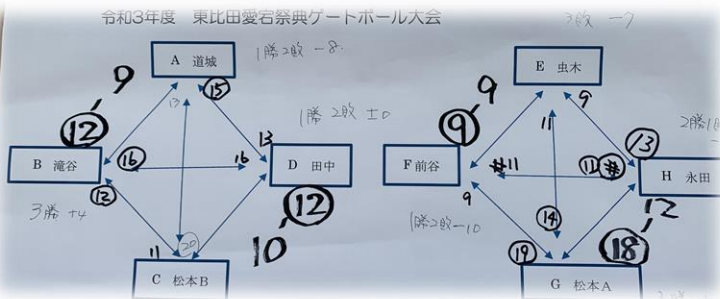 令和3年度 東比田愛宕祭典ゲートボール大会
3敗 -7
A 道城
1勝2敗 -8
E 虫木
9
13
15
9
9
12
1勝2敗 ±0
13
11
9
2勝1敗
13
B 滝谷
16
16
D 田中
F 前谷
11
11
H 永田
12
12
9
12
3勝 +4
10
1勝2敗 -10
14
18
11
20
19
C 松本B
G 松本A